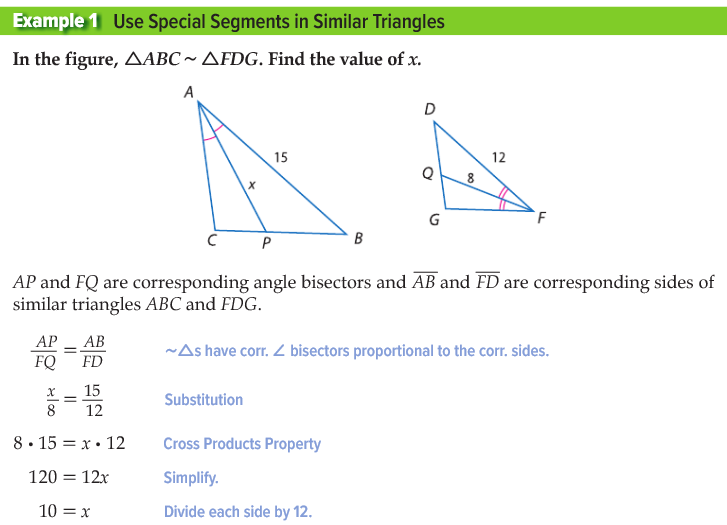 Example 1 Use Special Segments in Similar Triangles
In the figure, △ABC ~ △FDG. Find the value of x.
A
15
x
C
P
B
D
12
Q
8
G
F
AP and FQ are corresponding angle bisectors and A̅B̅ and F̅D̅ are corresponding sides of
similar triangles ABC and FDG.
AP/FQ = AB/FD ~△s have corr. ∠ bisectors proportional to the corr. sides.
x/8 = 15/12 Substitution
8 • 15 = x • 12 Cross Products Property
120 = 12x Simplify.
10 = x Divide each side by 12.